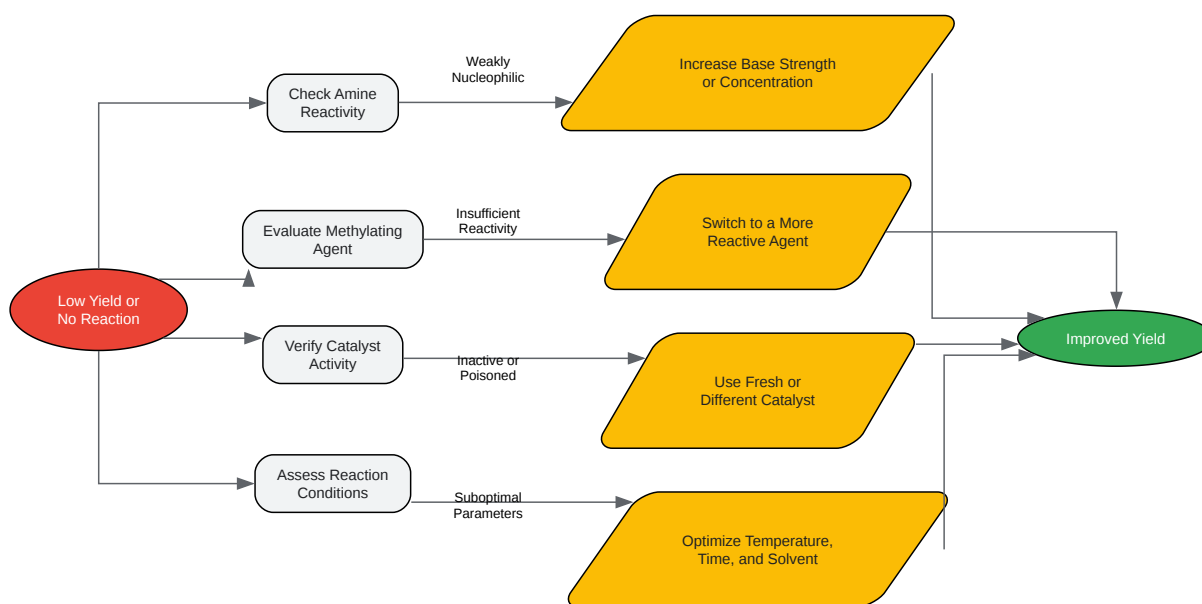 Low Yield or
No Reaction
Check Amine
Reactivity
Weakly
Nucleophilic
Increase Base Strength
or Concentration
Evaluate Methylating
Agent
Insufficient
Reactivity
Switch to a More
Reactive Agent
Verify Catalyst
Activity
Inactive or
Poisoned
Use Fresh or
Different Catalyst
Assess Reaction
Conditions
Suboptimal
Parameters
Optimize Temperature,
Time, and Solvent
Improved Yield